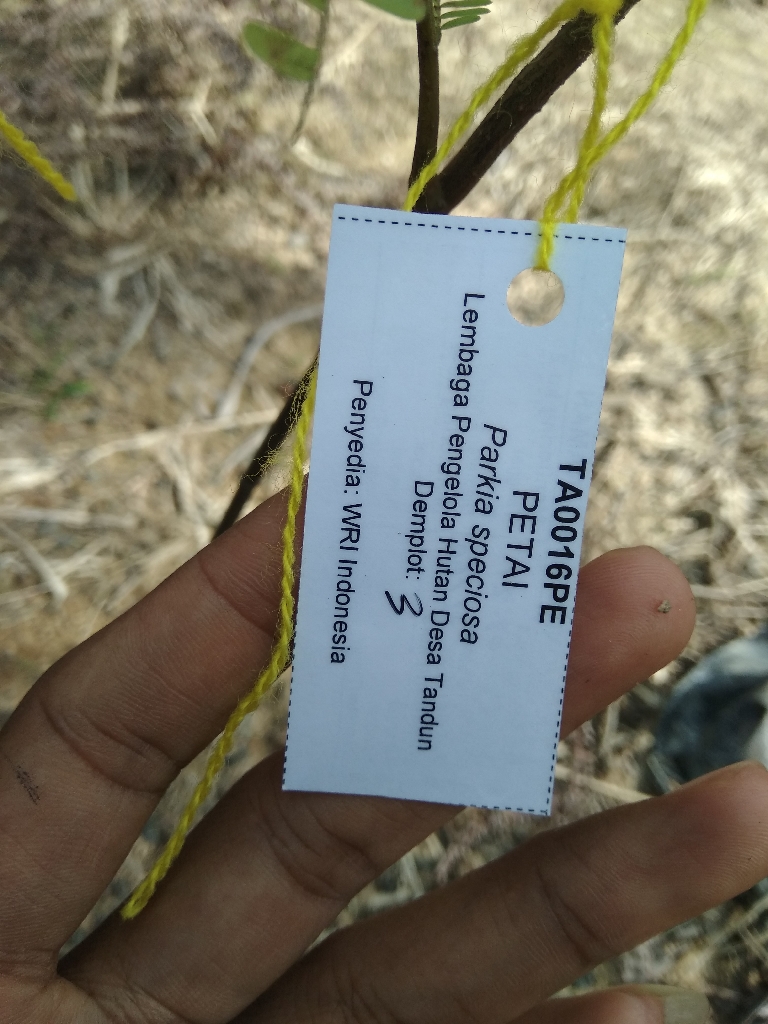 TA0016PE
PETAI
Parkia speciosa
Lembaga Pengelola Hutan Desa Tandun
Demplot: 3
Penyedia: WRI Indonesia